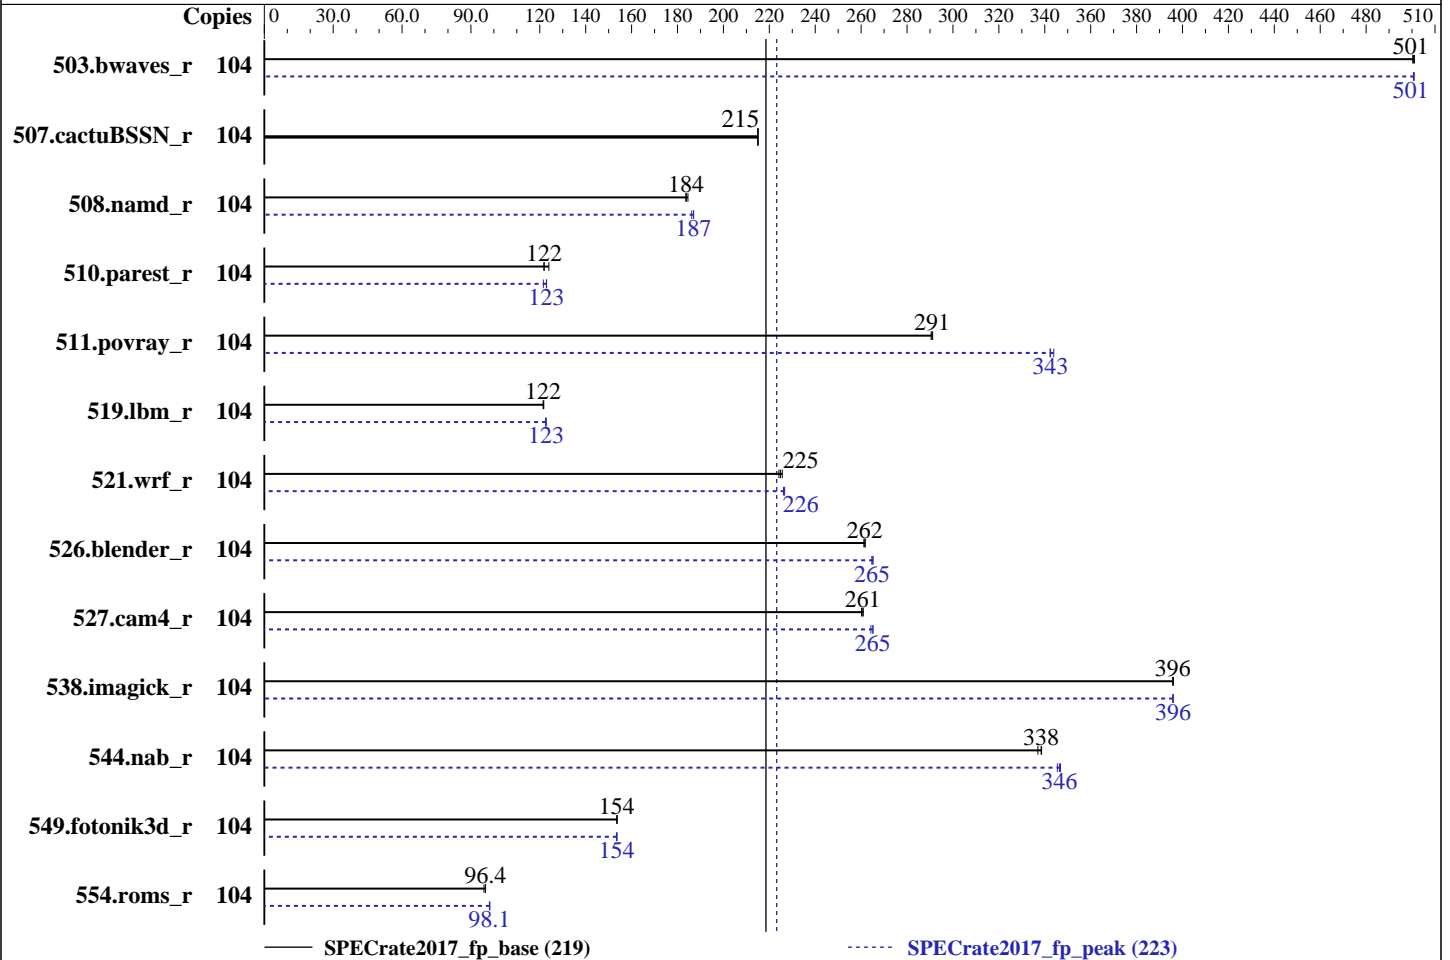 Copies 0 30.0 60.0 90.0 120 140 160 180 200 220 240 260 280 300 320 340 360 380 400 420 440 460 480 510
503.bwaves_r 104 501
501
507.cactuBSSN_r 104 215
508.namd_r 104 184
187
510.parest_r 104 122
123
511.povray_r 104 291
343
519.lbm_r 104 122
123
521.wrf_r 104 225
226
526.blender_r 104 262
265
527.cam4_r 104 261
265
538.imagick_r 104 396
396
544.nab_r 104 338
346
549.fotonik3d_r 104 154
154
554.roms_r 104 96.4
98.1
SPECrate2017_fp_base (219) SPECrate2017_fp_peak (223)